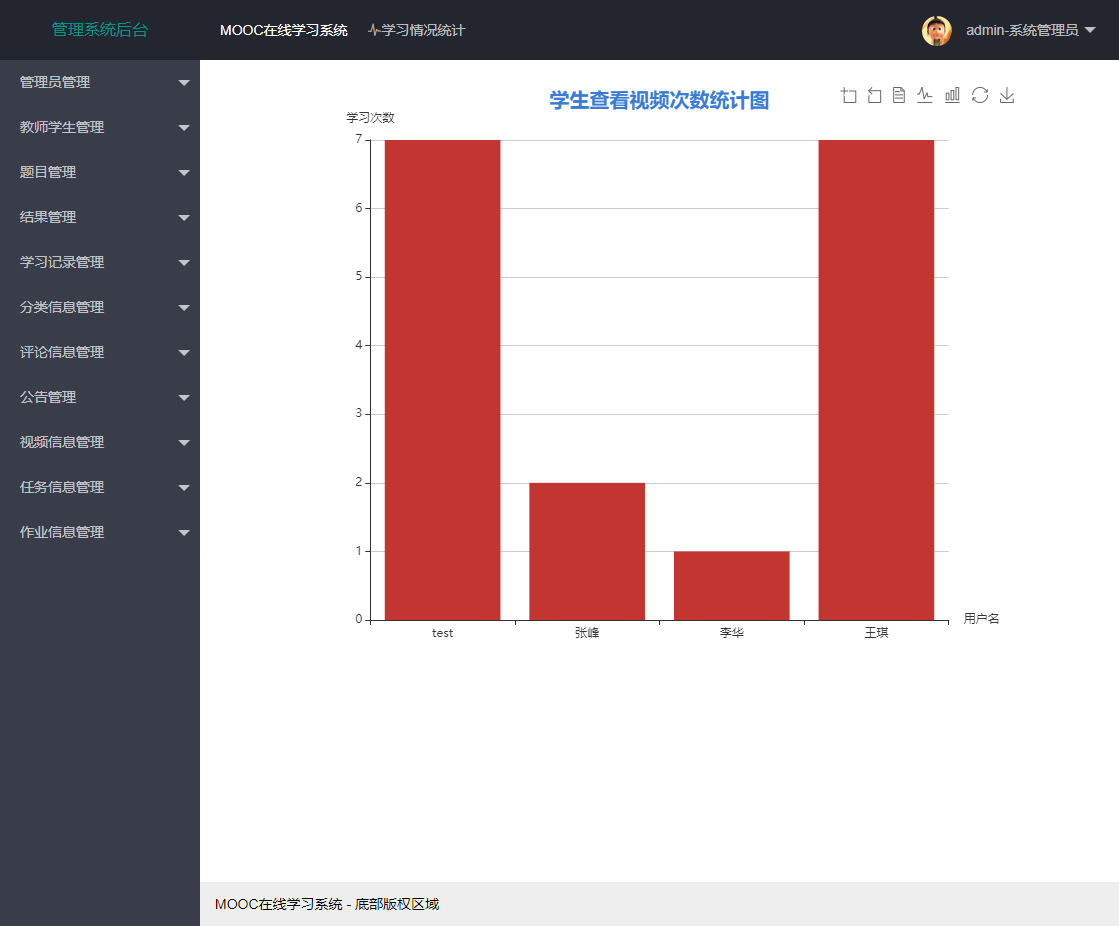 管理系统后台
MOOC在线学习系统
学习情况统计
admin-系统管理员
管理员管理
教师学生管理
题目管理
结果管理
学习记录管理
分类信息管理
评论信息管理
公告管理
视频信息管理
任务信息管理
作业信息管理
学生查看视频次数统计图
学习次数
7
6
5
4
3
2
1
0
test
张峰
李华
王琪
用户名
MOOC在线学习系统 - 底部版权区域